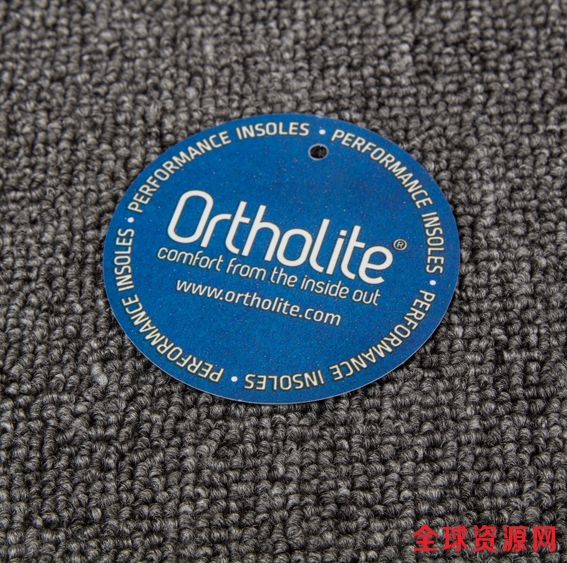 PERFORMANCE INSOLES • PERFORMANCE INSOLES • PERFORMANCE INSOLES • PERFORMANCE INSOLES •
Ortholite®
comfort from the inside out
www.ortholite.com
全球资源网